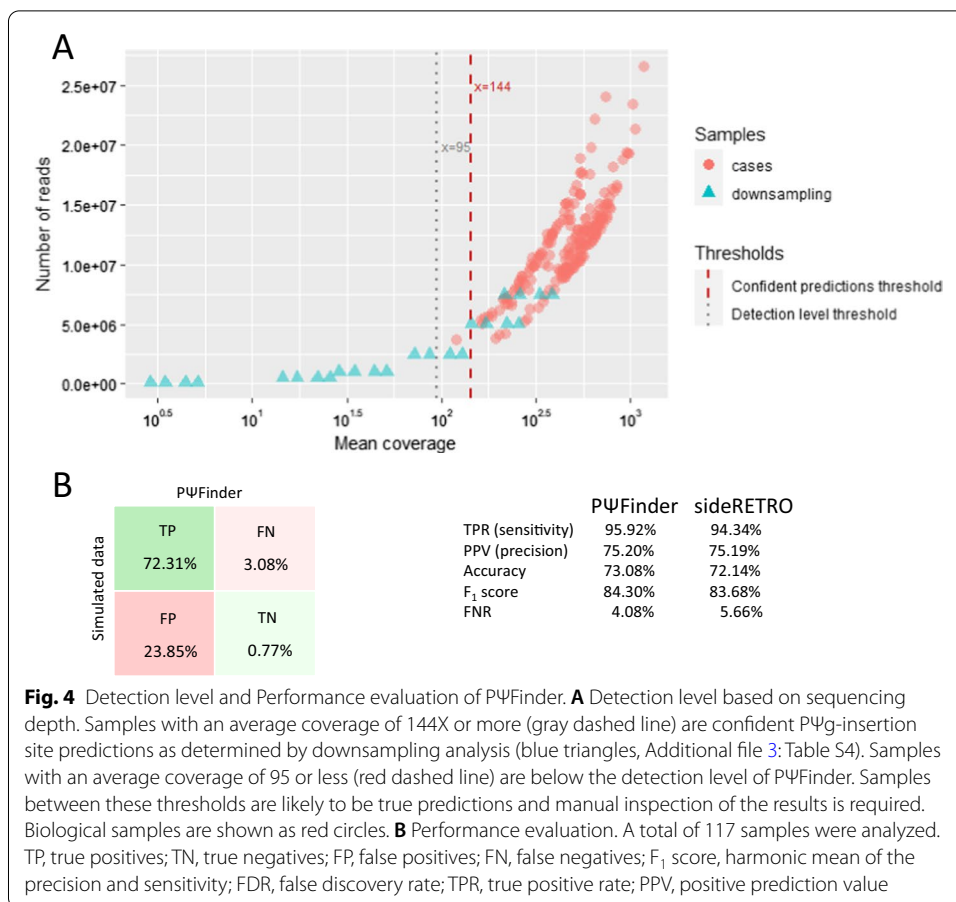 A
x=144
x=95
2.5e+07
2.0e+07
1.5e+07
1.0e+07
5.0e+06
0.0e+00
Number of reads
10^0.5
10^1
10^1.5
10^2
10^2.5
10^3
Mean coverage
Samples
cases
downsampling
Thresholds
Confident predictions threshold
Detection level threshold
B
PΨFinder
Simulated data
TP
FN
72.31%
3.08%
FP
TN
23.85%
0.77%
PΨFinder sideRETRO
TPR (sensitivity) 95.92% 94.34%
PPV (precision) 75.20% 75.19%
Accuracy 73.08% 72.14%
F₁ score 84.30% 83.68%
FNR 4.08% 5.66%
Fig. 4 Detection level and Performance evaluation of PΨFinder. A Detection level based on sequencing
depth. Samples with an average coverage of 144X or more (gray dashed line) are confident PΨg-insertion
site predictions as determined by downsampling analysis (blue triangles, Additional file 3: Table S4). Samples
with an average coverage of 95 or less (red dashed line) are below the detection level of PΨFinder. Samples
between these thresholds are likely to be true predictions and manual inspection of the results is required.
Biological samples are shown as red circles. B Performance evaluation. A total of 117 samples were analyzed.
TP, true positives; TN, true negatives; FP, false positives; FN, false negatives; F₁ score, harmonic mean of the
precision and sensitivity; FDR, false discovery rate; TPR, true positive rate; PPV, positive prediction value